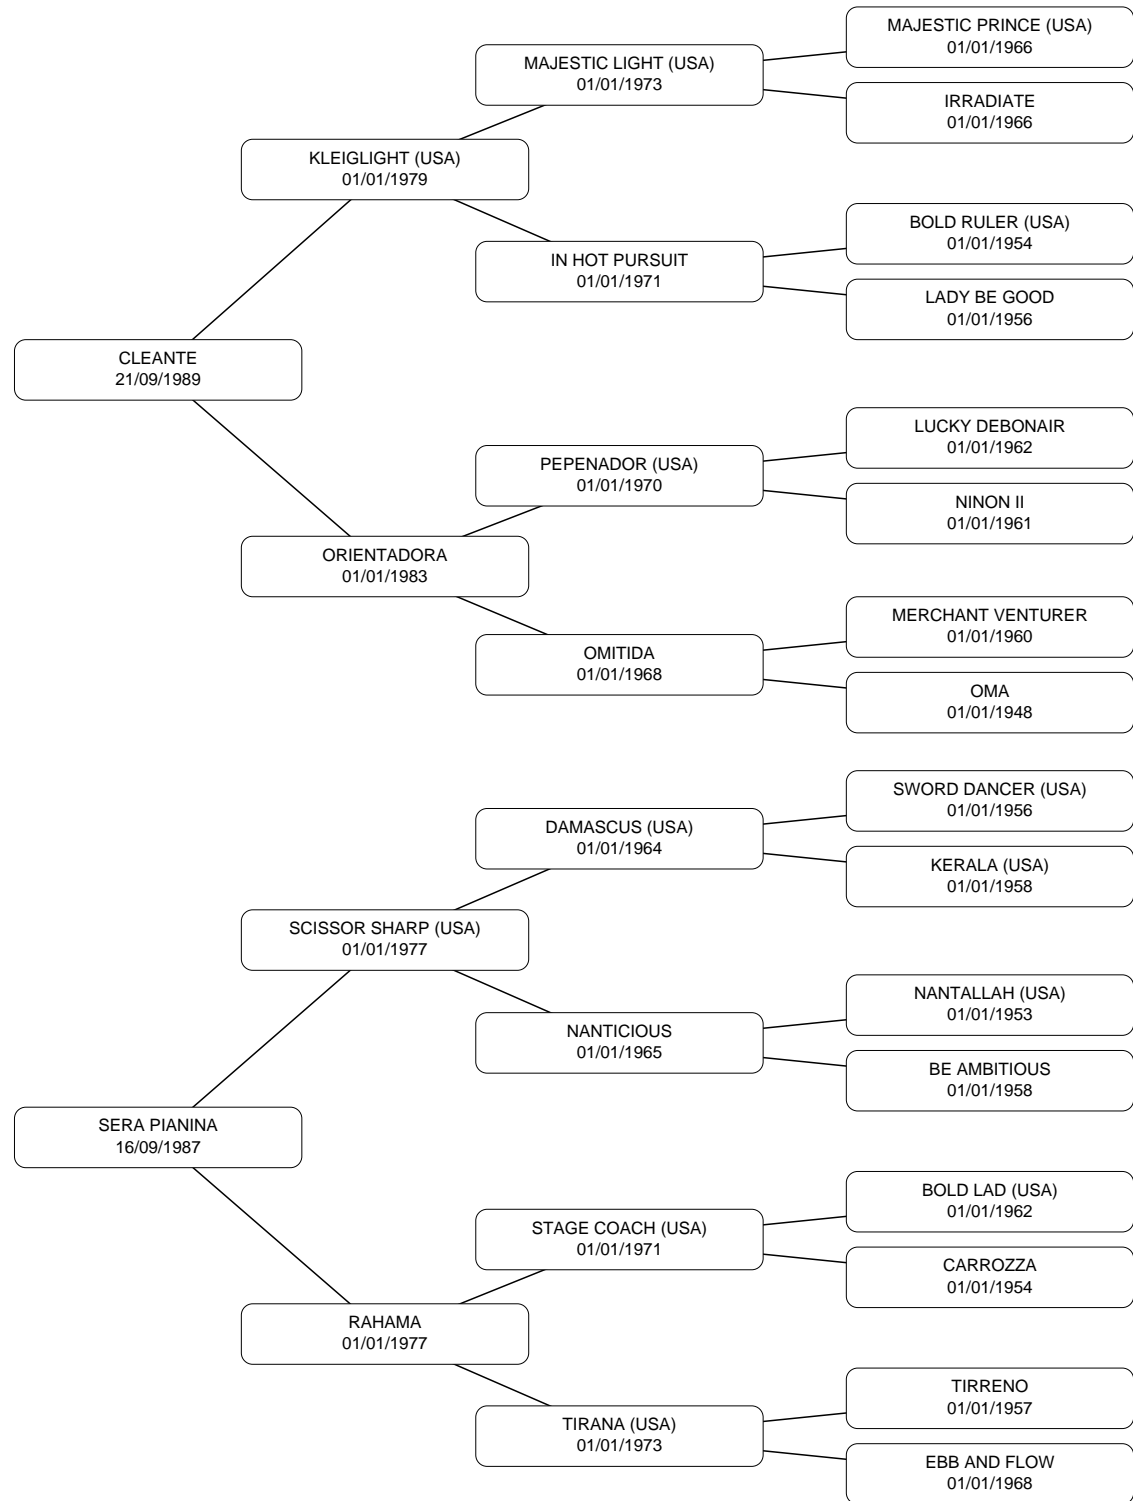 MAJESTIC PRINCE (USA)
01/01/1966
MAJESTIC LIGHT (USA)
01/01/1973
IRRADIATE
01/01/1966
KLEIGLIGHT (USA)
01/01/1979
BOLD RULER (USA)
01/01/1954
IN HOT PURSUIT
01/01/1971
LADY BE GOOD
01/01/1956
CLEANTE
21/09/1989
LUCKY DEBONAIR
01/01/1962
PEPENADOR (USA)
01/01/1970
NINON II
01/01/1961
ORIENTADORA
01/01/1983
MERCHANT VENTURER
01/01/1960
OMITIDA
01/01/1968
OMA
01/01/1948
SWORD DANCER (USA)
01/01/1956
DAMASCUS (USA)
01/01/1964
KERALA (USA)
01/01/1958
SCISSOR SHARP (USA)
01/01/1977
NANTALLAH (USA)
01/01/1953
NANTICIOUS
01/01/1965
BE AMBITIOUS
01/01/1958
SERA PIANINA
16/09/1987
BOLD LAD (USA)
01/01/1962
STAGE COACH (USA)
01/01/1971
CARROZZA
01/01/1954
RAHAMA
01/01/1977
TIRRENO
01/01/1957
TIRANA (USA)
01/01/1973
EBB AND FLOW
01/01/1968